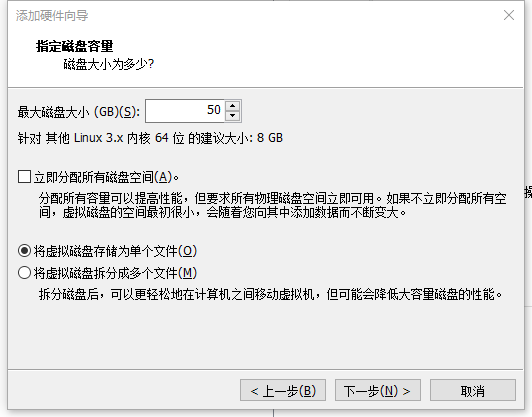 添加硬件向导
指定磁盘容量
磁盘大小为多少?
最大磁盘大小 (GB)(S): 50
针对 其他 Linux 3.x 内核 64 位 的建议大小: 8 GB
立即分配所有磁盘空间(A)。
分配所有容量可以提高性能，但要求所有物理磁盘空间立即可用。如果不立即分配所有空
间，虚拟磁盘的空间最初很小，会随着您向其中添加数据而不断变大。
将虚拟磁盘存储为单个文件(O)
将虚拟磁盘拆分成多个文件(M)
拆分磁盘后，可以更轻松地在计算机之间移动虚拟机，但可能会降低大容量磁盘的性能。
< 上一步(B) 下一步(N) > 取消